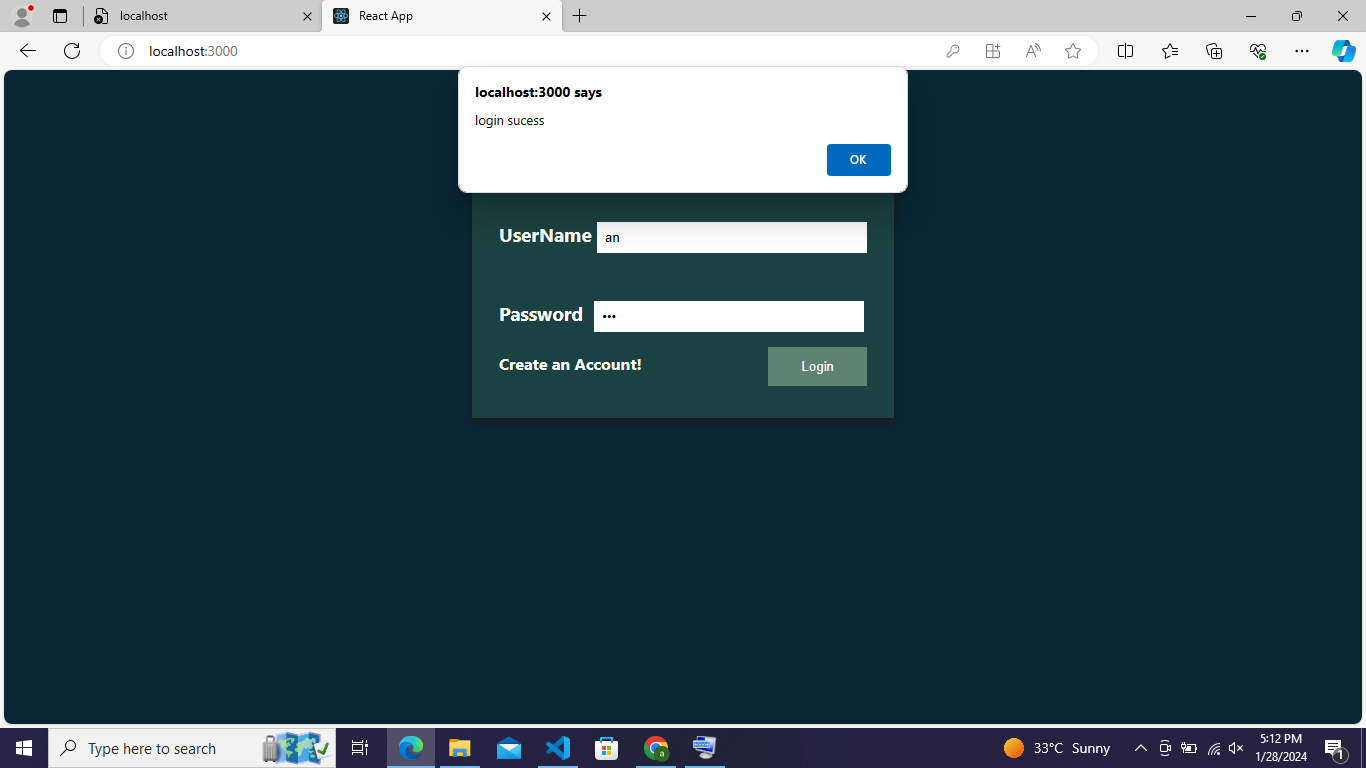 localhost
React App
localhost:3000
localhost:3000 says
login sucess
OK
UserName an
Password •••
Create an Account! Login
Type here to search
33°C Sunny
5:12 PM
1/28/2024
1
a